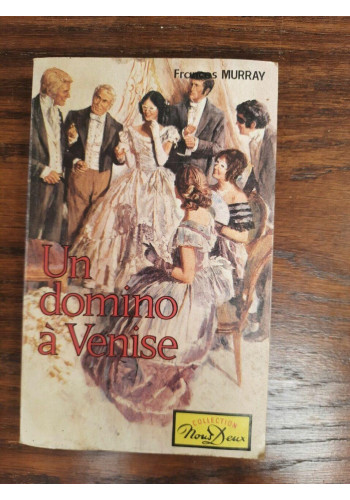 Frances MURRAY
Un
domino
à Venise
COLLECTION
Nous Deux